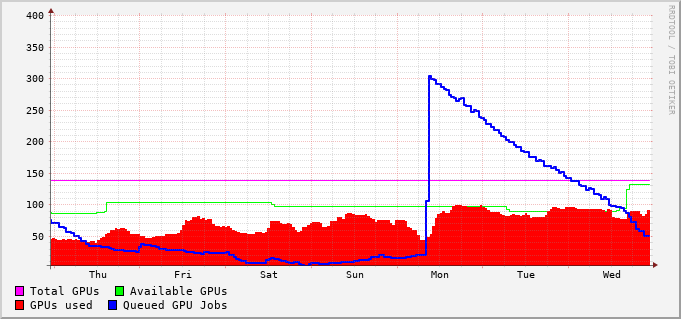 400
350
300
250
200
150
100
50
Thu Fri Sat Sun Mon Tue Wed
Total GPUs Available GPUs
GPUs used Queued GPU Jobs
RRDTOOL / TOBI OETIKER